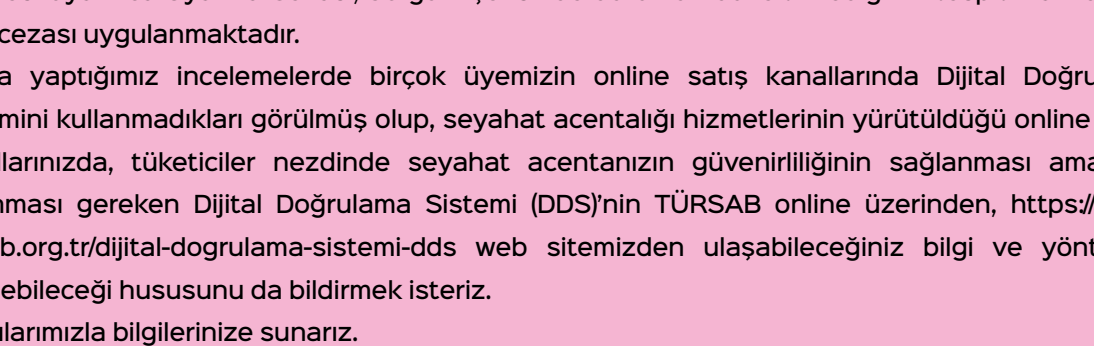 cezası uygulanmaktadır.
a yaptığımız incelemelerde birçok üyemizin online satış kanallarında Dijital Doğru
mini kullanmadıkları görülmüş olup, seyahat acentalığı hizmetlerinin yürütüldüğü online
llarınızda, tüketiciler nezdinde seyahat acentanızın güvenirliliğinin sağlanması ama
nması gereken Dijital Doğrulama Sistemi (DDS)'nin TÜRSAB online üzerinden, https://
b.org.tr/dijital-dogrulama-sistemi-dds web sitemizden ulaşabileceğiniz bilgi ve yönt
ebileceği hususunu da bildirmek isteriz.
ılarımızla bilgilerinize sunarız.